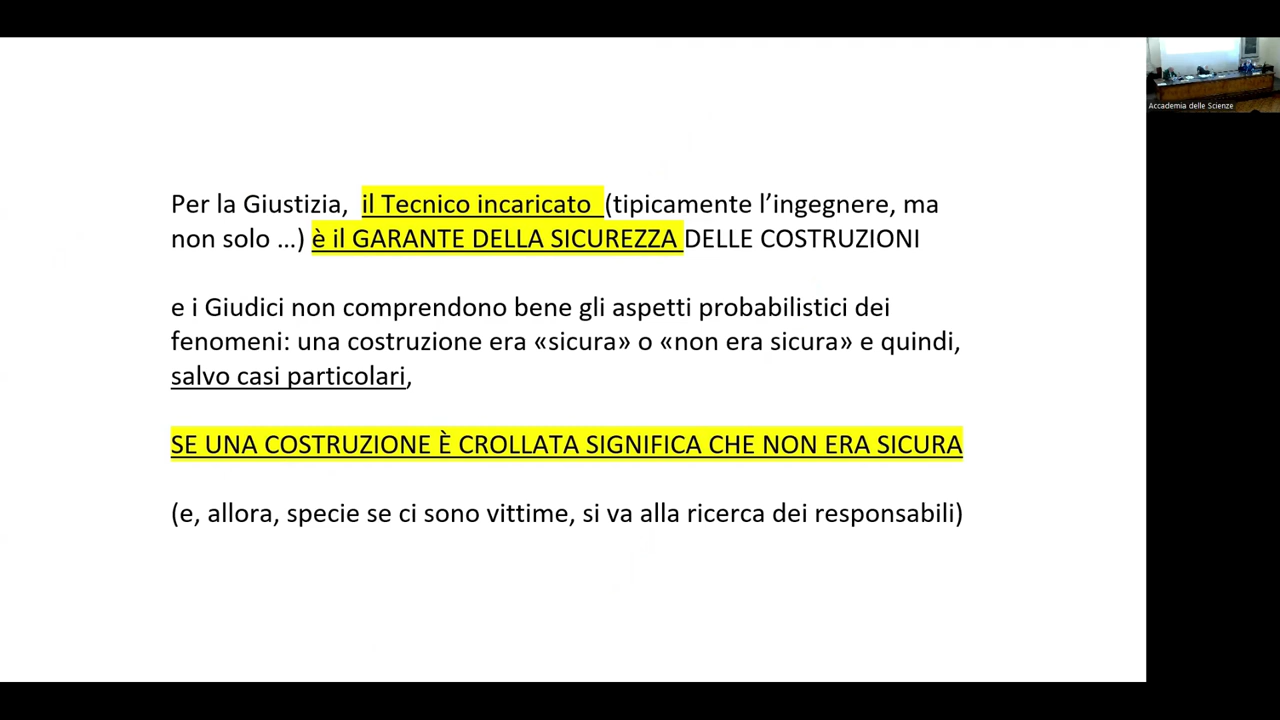 Per la Giustizia, il Tecnico incaricato (tipicamente l’ingegnere, ma
non solo …) è il GARANTE DELLA SICUREZZA DELLE COSTRUZIONI
e i Giudici non comprendono bene gli aspetti probabilistici dei
fenomeni: una costruzione era «sicura» o «non era sicura» e quindi,
salvo casi particolari,
SE UNA COSTRUZIONE È CROLLATA SIGNIFICA CHE NON ERA SICURA
(e, allora, specie se ci sono vittime, si va alla ricerca dei responsabili)
Accademia delle Scienze